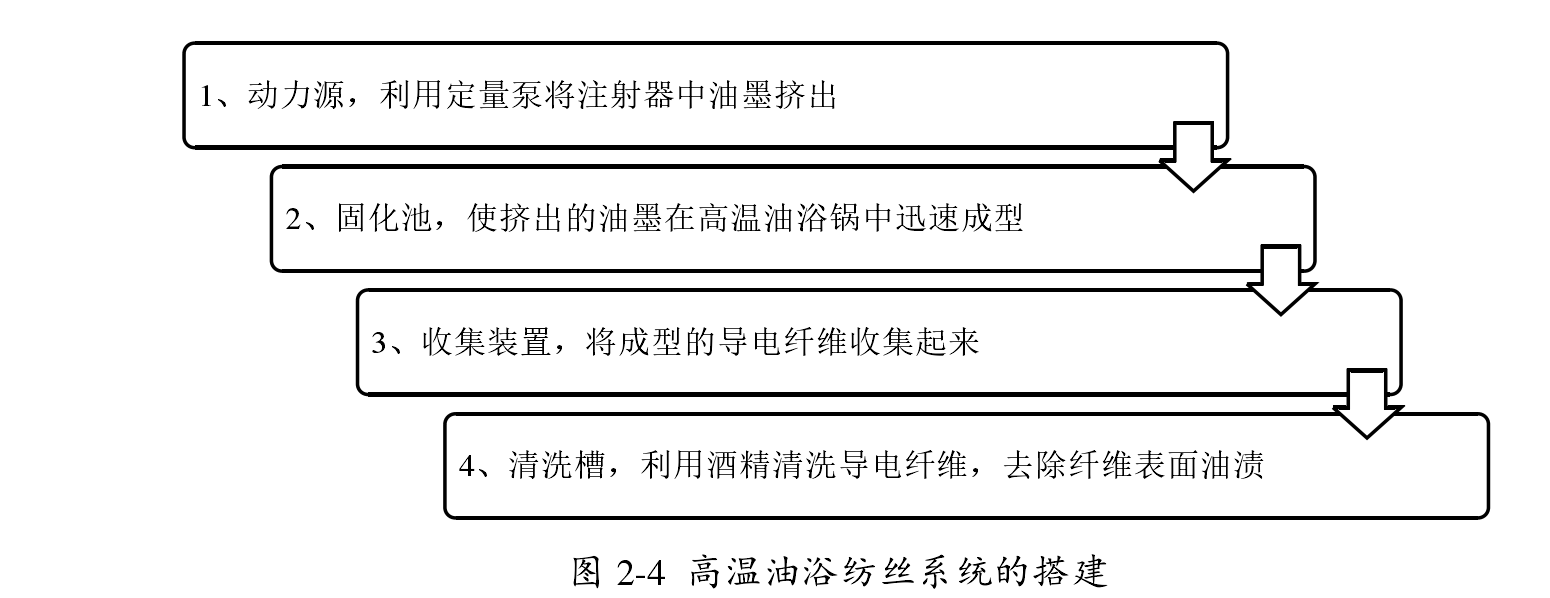 1、动力源，利用定量泵将注射器中油墨挤出
2、固化池，使挤出的油墨在高温油浴锅中迅速成型
3、收集装置，将成型的导电纤维收集起来
4、清洗槽，利用酒精清洗导电纤维，去除纤维表面油渍
图 2-4 高温油浴纺丝系统的搭建